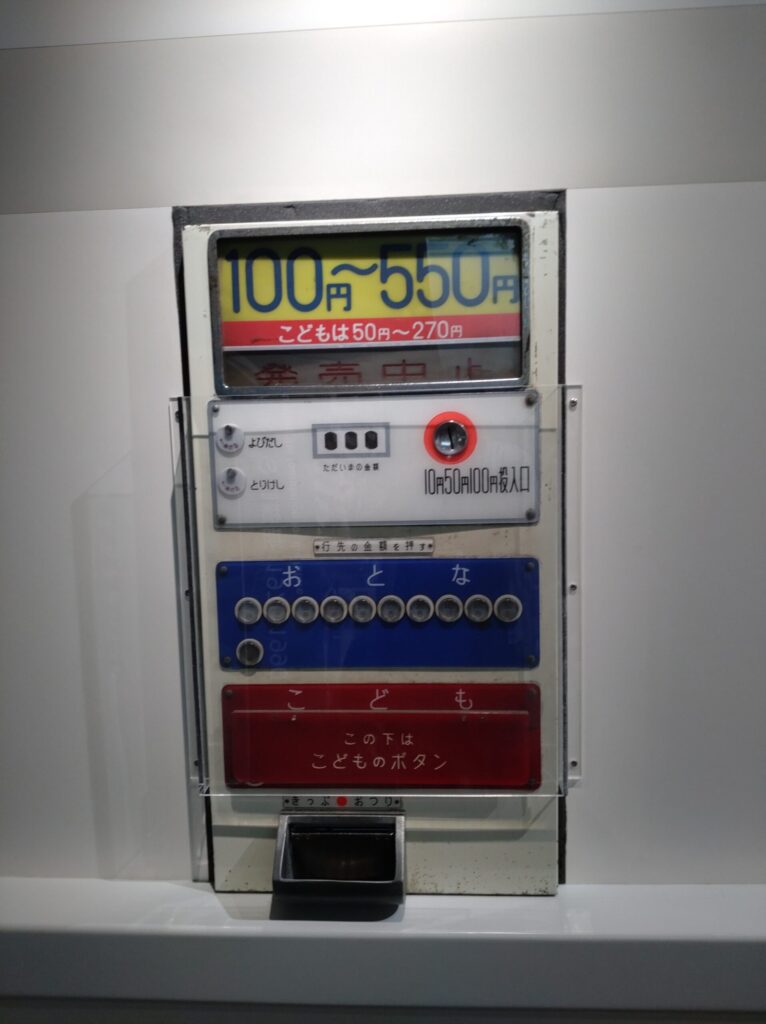 100円〜550円
こどもは50円〜270円
発売中止
よびだし
とりけし
ただいまの金額
10円50円100円投入口
行先の金額を押す
おとな
こども
この下は
こどものボタン
きっぷ おつり